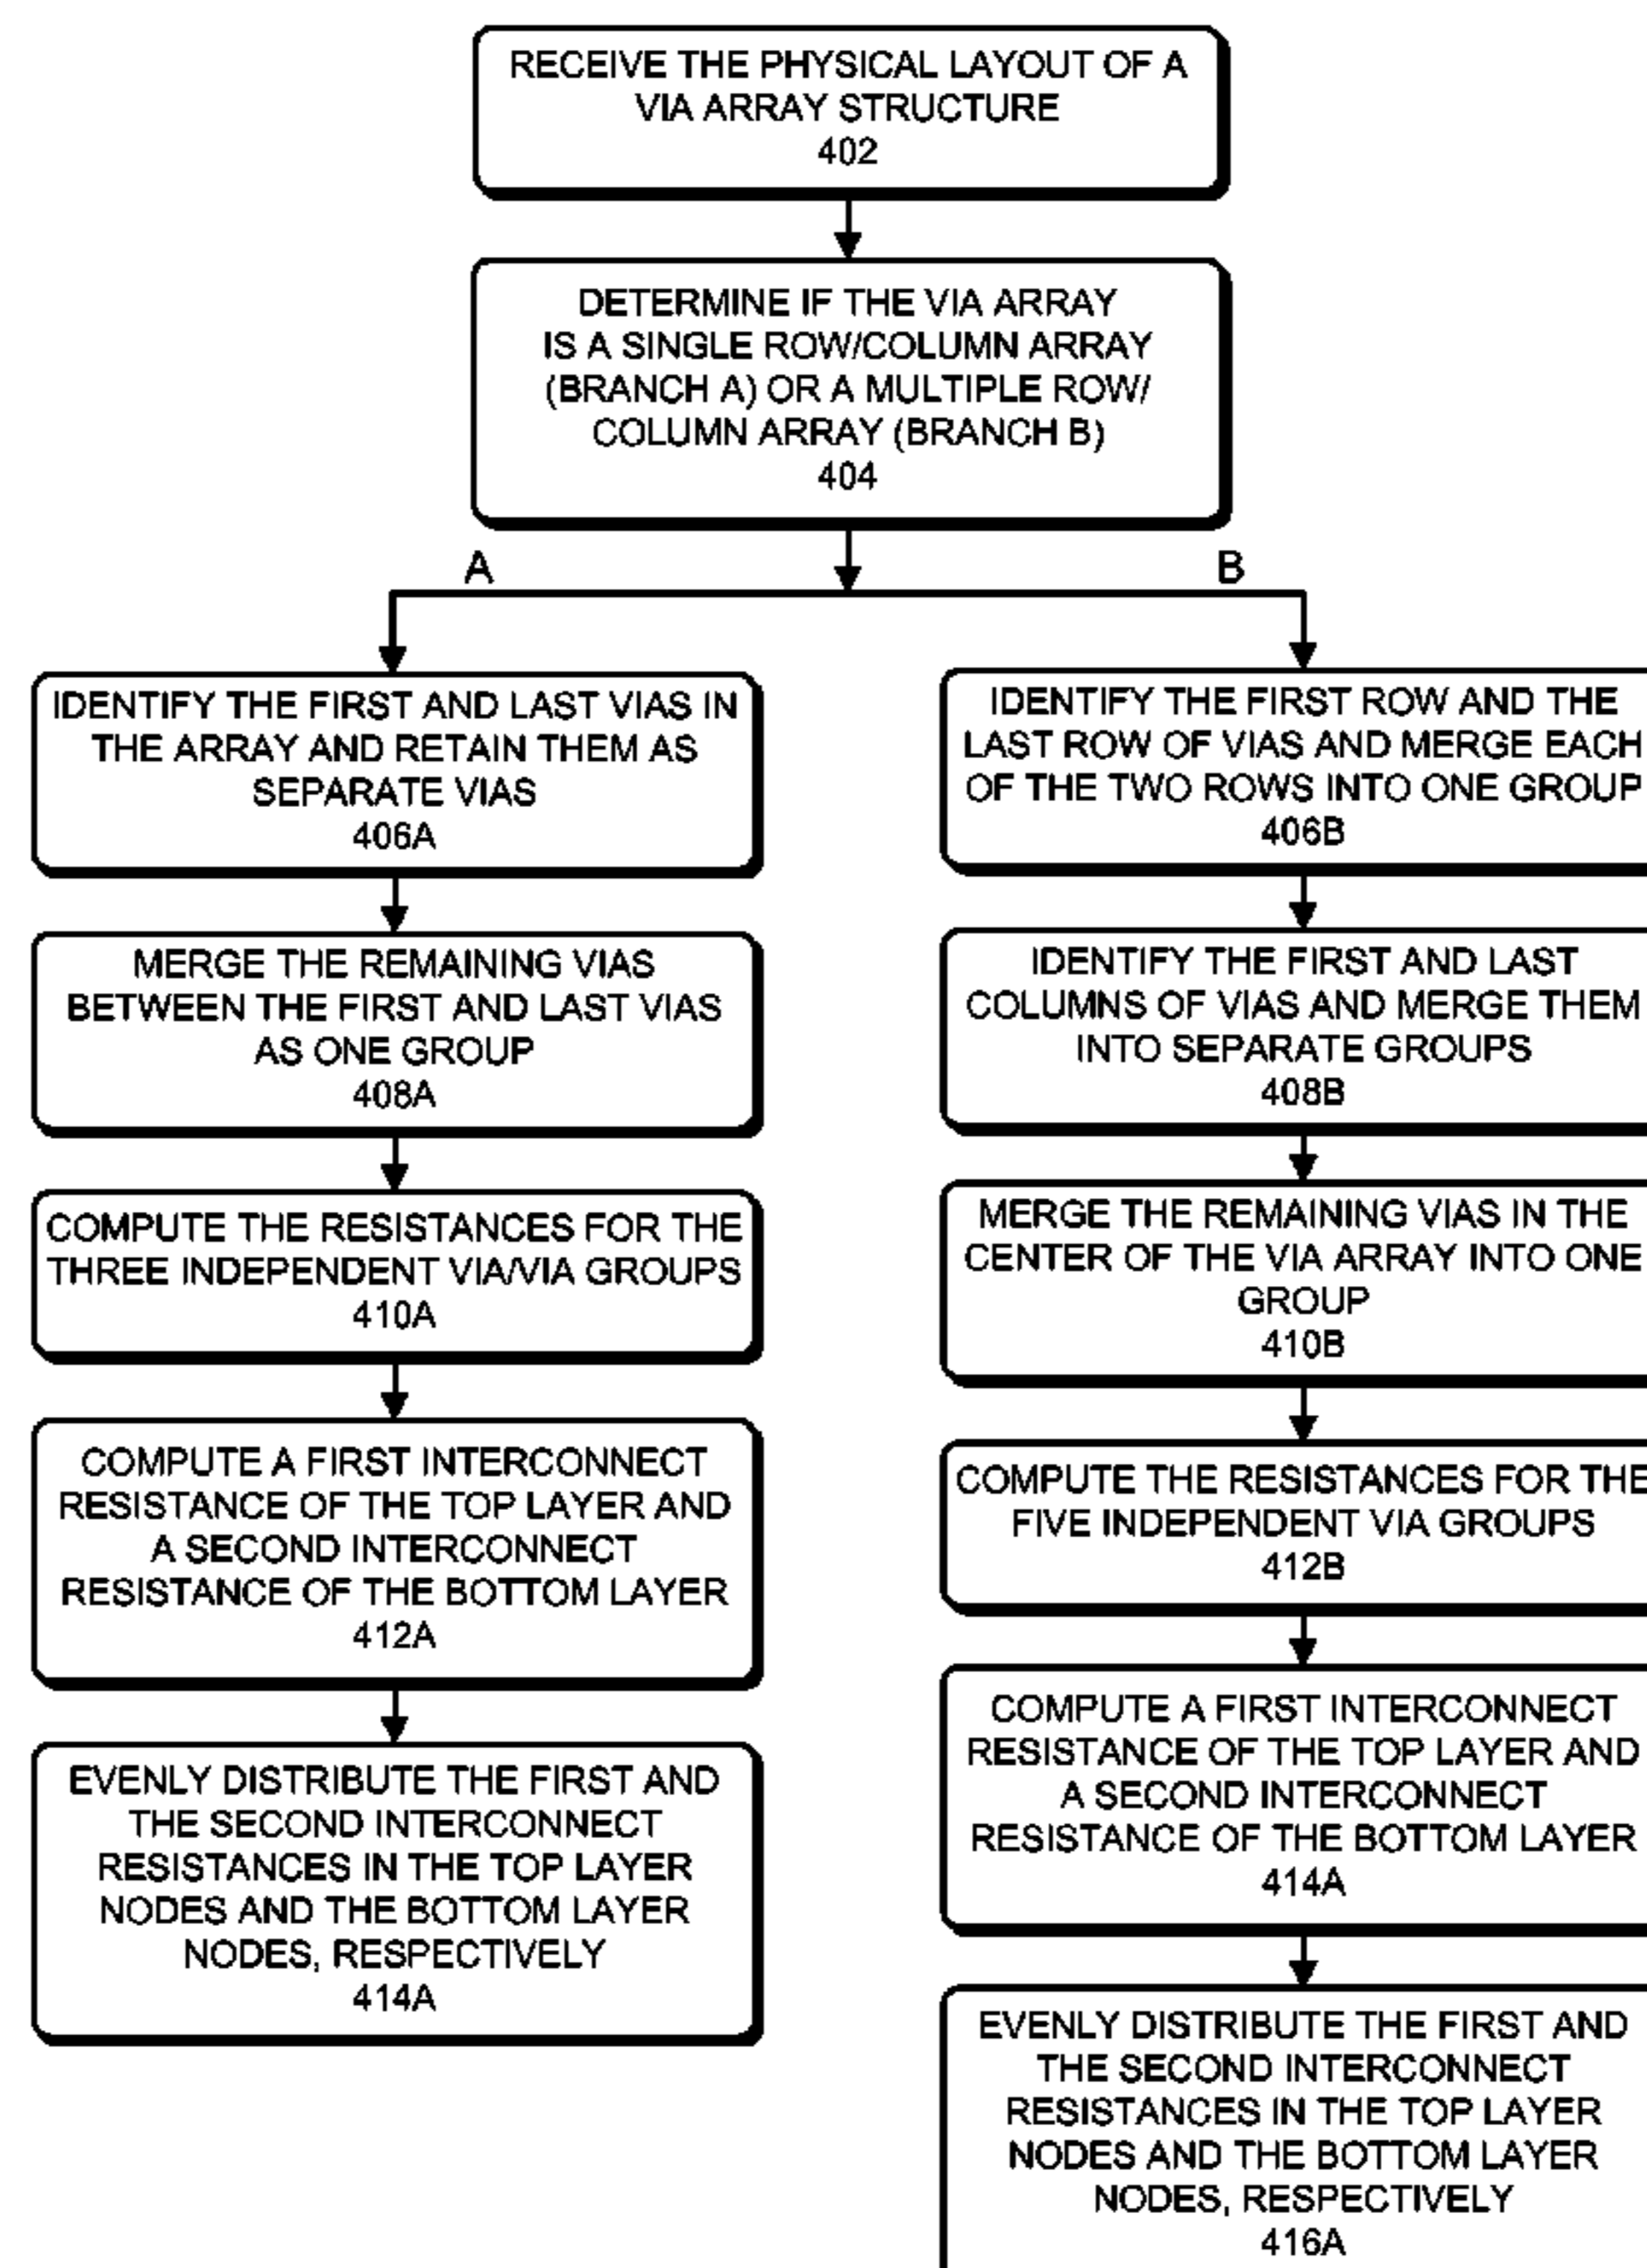 RECEIVE THE PHYSICAL LAYOUT OF A
VIA ARRAY STRUCTURE
402
DETERMINE IF THE VIA ARRAY
IS A SINGLE ROW/COLUMN ARRAY
(BRANCH A) OR A MULTIPLE ROW/
COLUMN ARRAY (BRANCH B)
404
A
B
IDENTIFY THE FIRST AND LAST VIAS IN
THE ARRAY AND RETAIN THEM AS
SEPARATE VIAS
406A
MERGE THE REMAINING VIAS
BETWEEN THE FIRST AND LAST VIAS
AS ONE GROUP
408A
COMPUTE THE RESISTANCES FOR THE
THREE INDEPENDENT VIA/VIA GROUPS
410A
COMPUTE A FIRST INTERCONNECT
RESISTANCE OF THE TOP LAYER AND
A SECOND INTERCONNECT
RESISTANCE OF THE BOTTOM LAYER
412A
EVENLY DISTRIBUTE THE FIRST AND
THE SECOND INTERCONNECT
RESISTANCES IN THE TOP LAYER
NODES AND THE BOTTOM LAYER
NODES, RESPECTIVELY
414A
IDENTIFY THE FIRST ROW AND THE
LAST ROW OF VIAS AND MERGE EACH
OF THE TWO ROWS INTO ONE GROUP
406B
IDENTIFY THE FIRST AND LAST
COLUMNS OF VIAS AND MERGE THEM
INTO SEPARATE GROUPS
408B
MERGE THE REMAINING VIAS IN THE
CENTER OF THE VIA ARRAY INTO ONE
GROUP
410B
COMPUTE THE RESISTANCES FOR THE
FIVE INDEPENDENT VIA GROUPS
412B
COMPUTE A FIRST INTERCONNECT
RESISTANCE OF THE TOP LAYER AND
A SECOND INTERCONNECT
RESISTANCE OF THE BOTTOM LAYER
414A
EVENLY DISTRIBUTE THE FIRST AND
THE SECOND INTERCONNECT
RESISTANCES IN THE TOP LAYER
NODES AND THE BOTTOM LAYER
NODES, RESPECTIVELY
416A